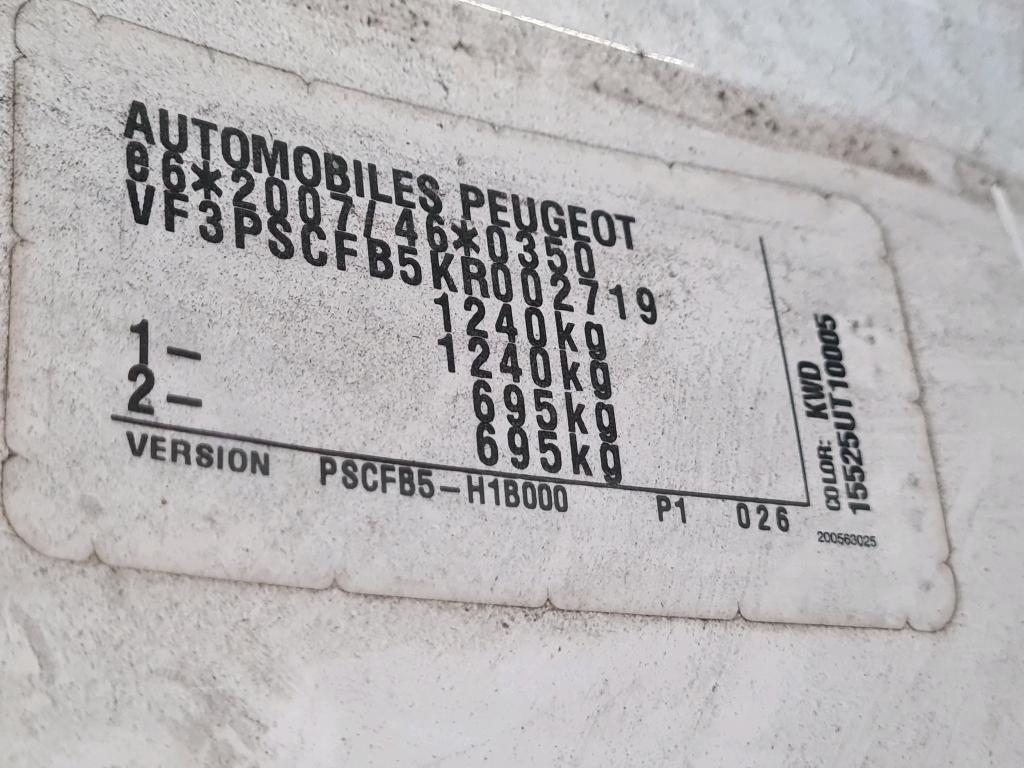 AUTOMOBILES PEUGEOT
e6*2007/46*0350
VF3PSCFB5KR002719
1240kg
1240kg
1- 695kg
2- 695kg
VERSION PSCFB5-H1B000 P1 026
COLOR: KWD
15525UT10005
200563025